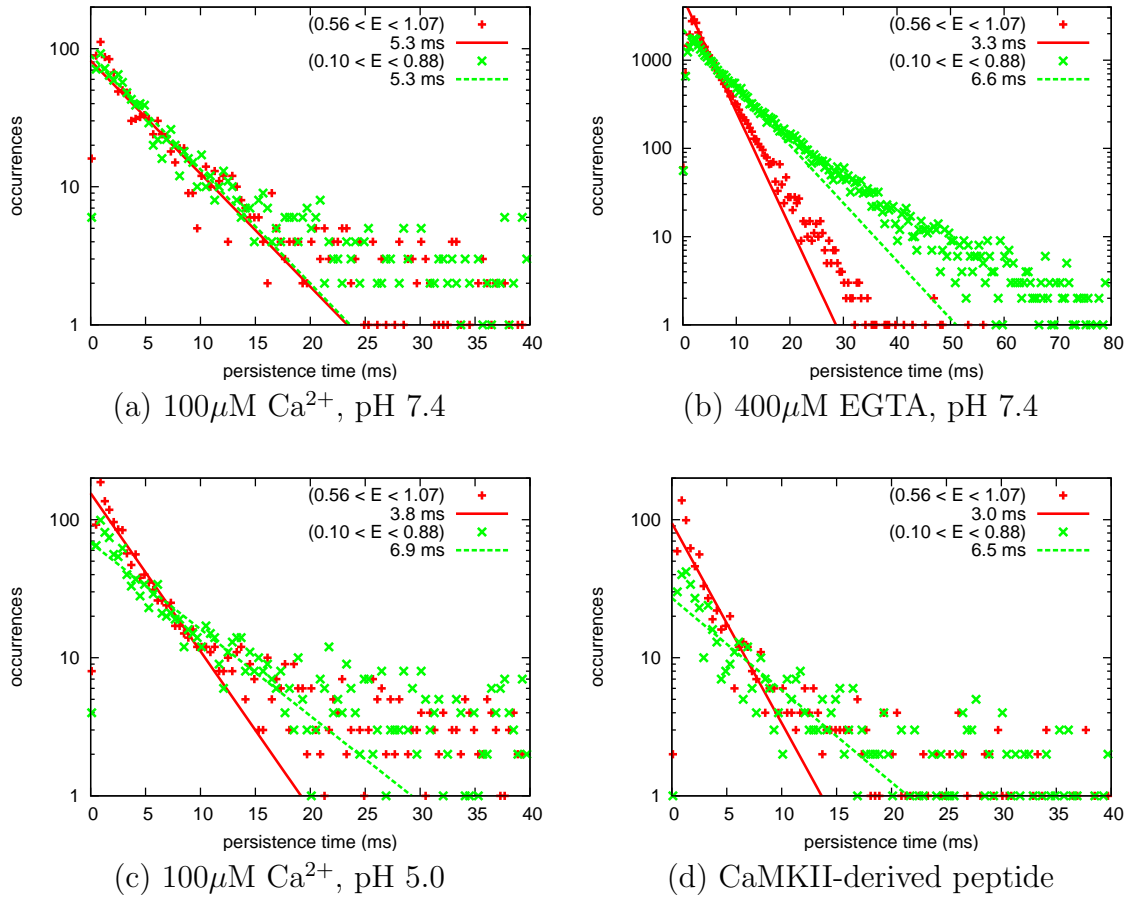 (0.56 < E < 1.07)
5.3 ms
(0.10 < E < 0.88)
5.3 ms
occurrences
100
10
1
0 5 10 15 20 25 30 35 40
persistence time (ms)
(a) 100μM Ca²⁺, pH 7.4
(0.56 < E < 1.07)
3.3 ms
(0.10 < E < 0.88)
6.6 ms
occurrences
1000
100
10
1
0 10 20 30 40 50 60 70 80
persistence time (ms)
(b) 400μM EGTA, pH 7.4
(0.56 < E < 1.07)
3.8 ms
(0.10 < E < 0.88)
6.9 ms
occurrences
100
10
1
0 5 10 15 20 25 30 35 40
persistence time (ms)
(c) 100μM Ca²⁺, pH 5.0
(0.56 < E < 1.07)
3.0 ms
(0.10 < E < 0.88)
6.5 ms
occurrences
100
10
1
0 5 10 15 20 25 30 35 40
persistence time (ms)
(d) CaMKII-derived peptide